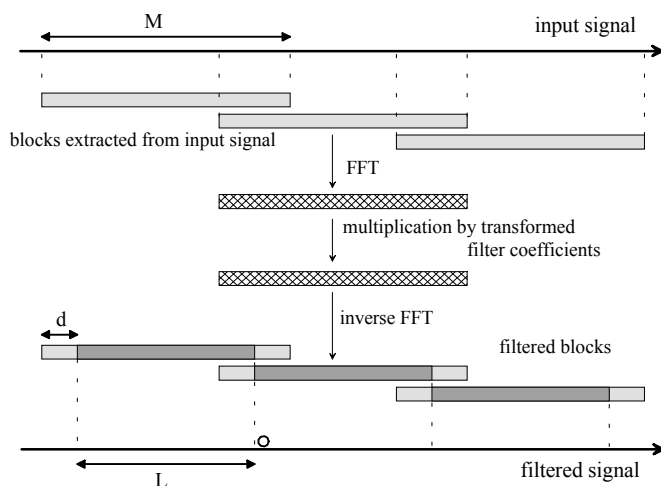 M
input signal
blocks extracted from input signal
FFT
multiplication by transformed
filter coefficients
inverse FFT
d
filtered blocks
L
filtered signal